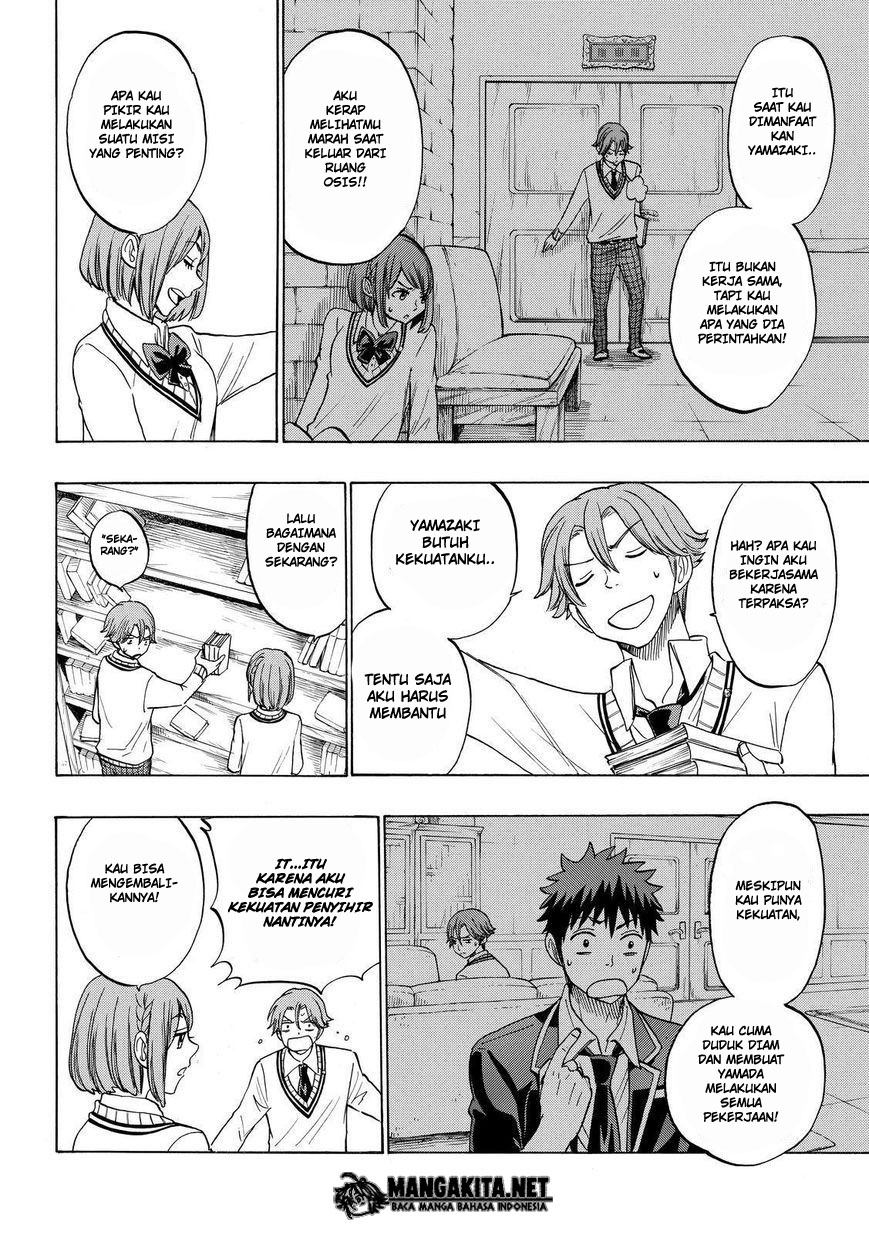 ITU
SAAT KAU
DIMANFAAT
KAN
YAMAZAKI..
ITU BUKAN
KERJA SAMA,
TAPI KAU
MELAKUKAN
APA YANG DIA
PERINTAHKAN!
AKU
KERAP
MELIHATMU
MARAH SAAT
KELUAR DARI
RUANG
OSIS!!
APA KAU
PIKIR KAU
MELAKUKAN
SUATU MISI
YANG PENTING?
HAH? APA KAU
INGIN AKU
BEKERJASAMA
KARENA
TERPAKSA?
YAMAZAKI
BUTUH
KEKUATANKU..
TENTU SAJA
AKU HARUS
MEMBANTU
LALU
BAGAIMANA
DENGAN
SEKARANG?
"SEKA-
RANG?"
MESKIPUN
KAU PUNYA
KEKUATAN,
KAU CUMA
DUDUK DIAM
DAN MEMBUAT
YAMADA
MELAKUKAN
SEMUA
PEKERJAAN!
IT...ITU
KARENA AKU
BISA MENCURI
KEKUATAN PENYIHIR
NANTINYA!
KAU BISA
MENGEMBALI-
KANNYA!
MANGAKITA.NET
BACA MANGA BAHASA INDONESIA